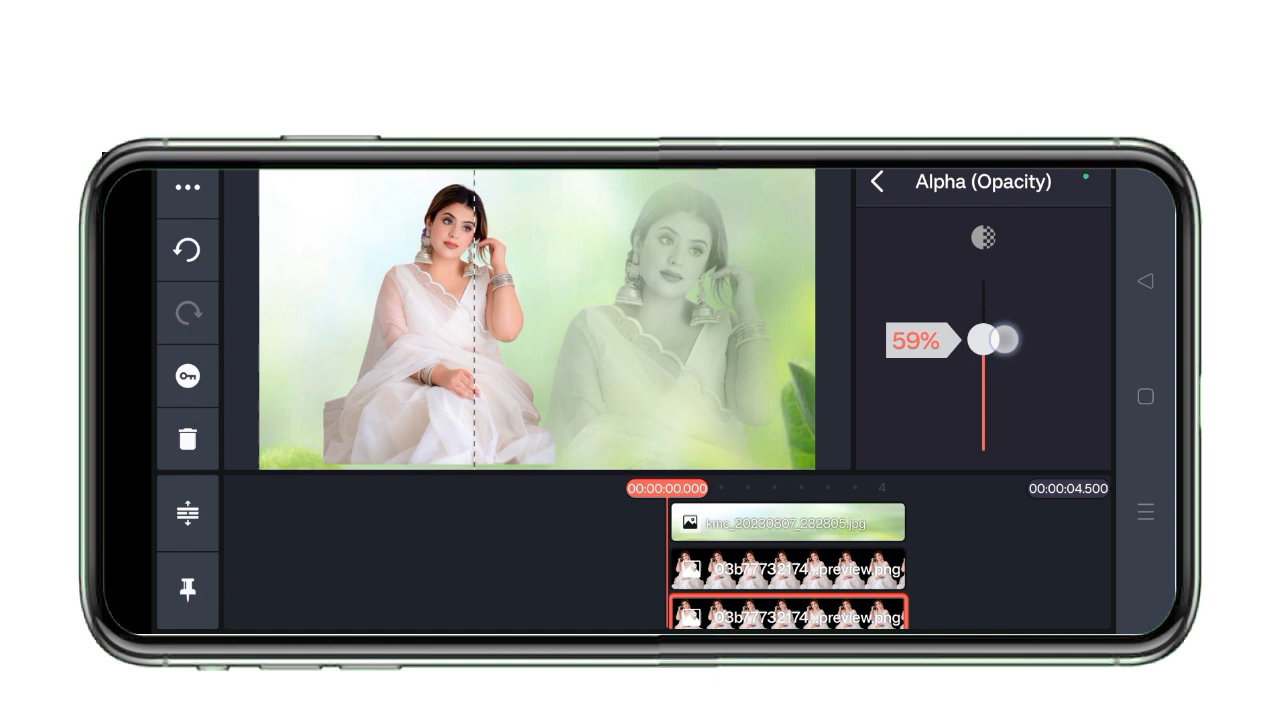 Alpha (Opacity)
59%
00:00:00.000
4
00:00:04.500
kmc_20230807_232805.jpg
03b77732174...preview.png
03b77732174...preview.png